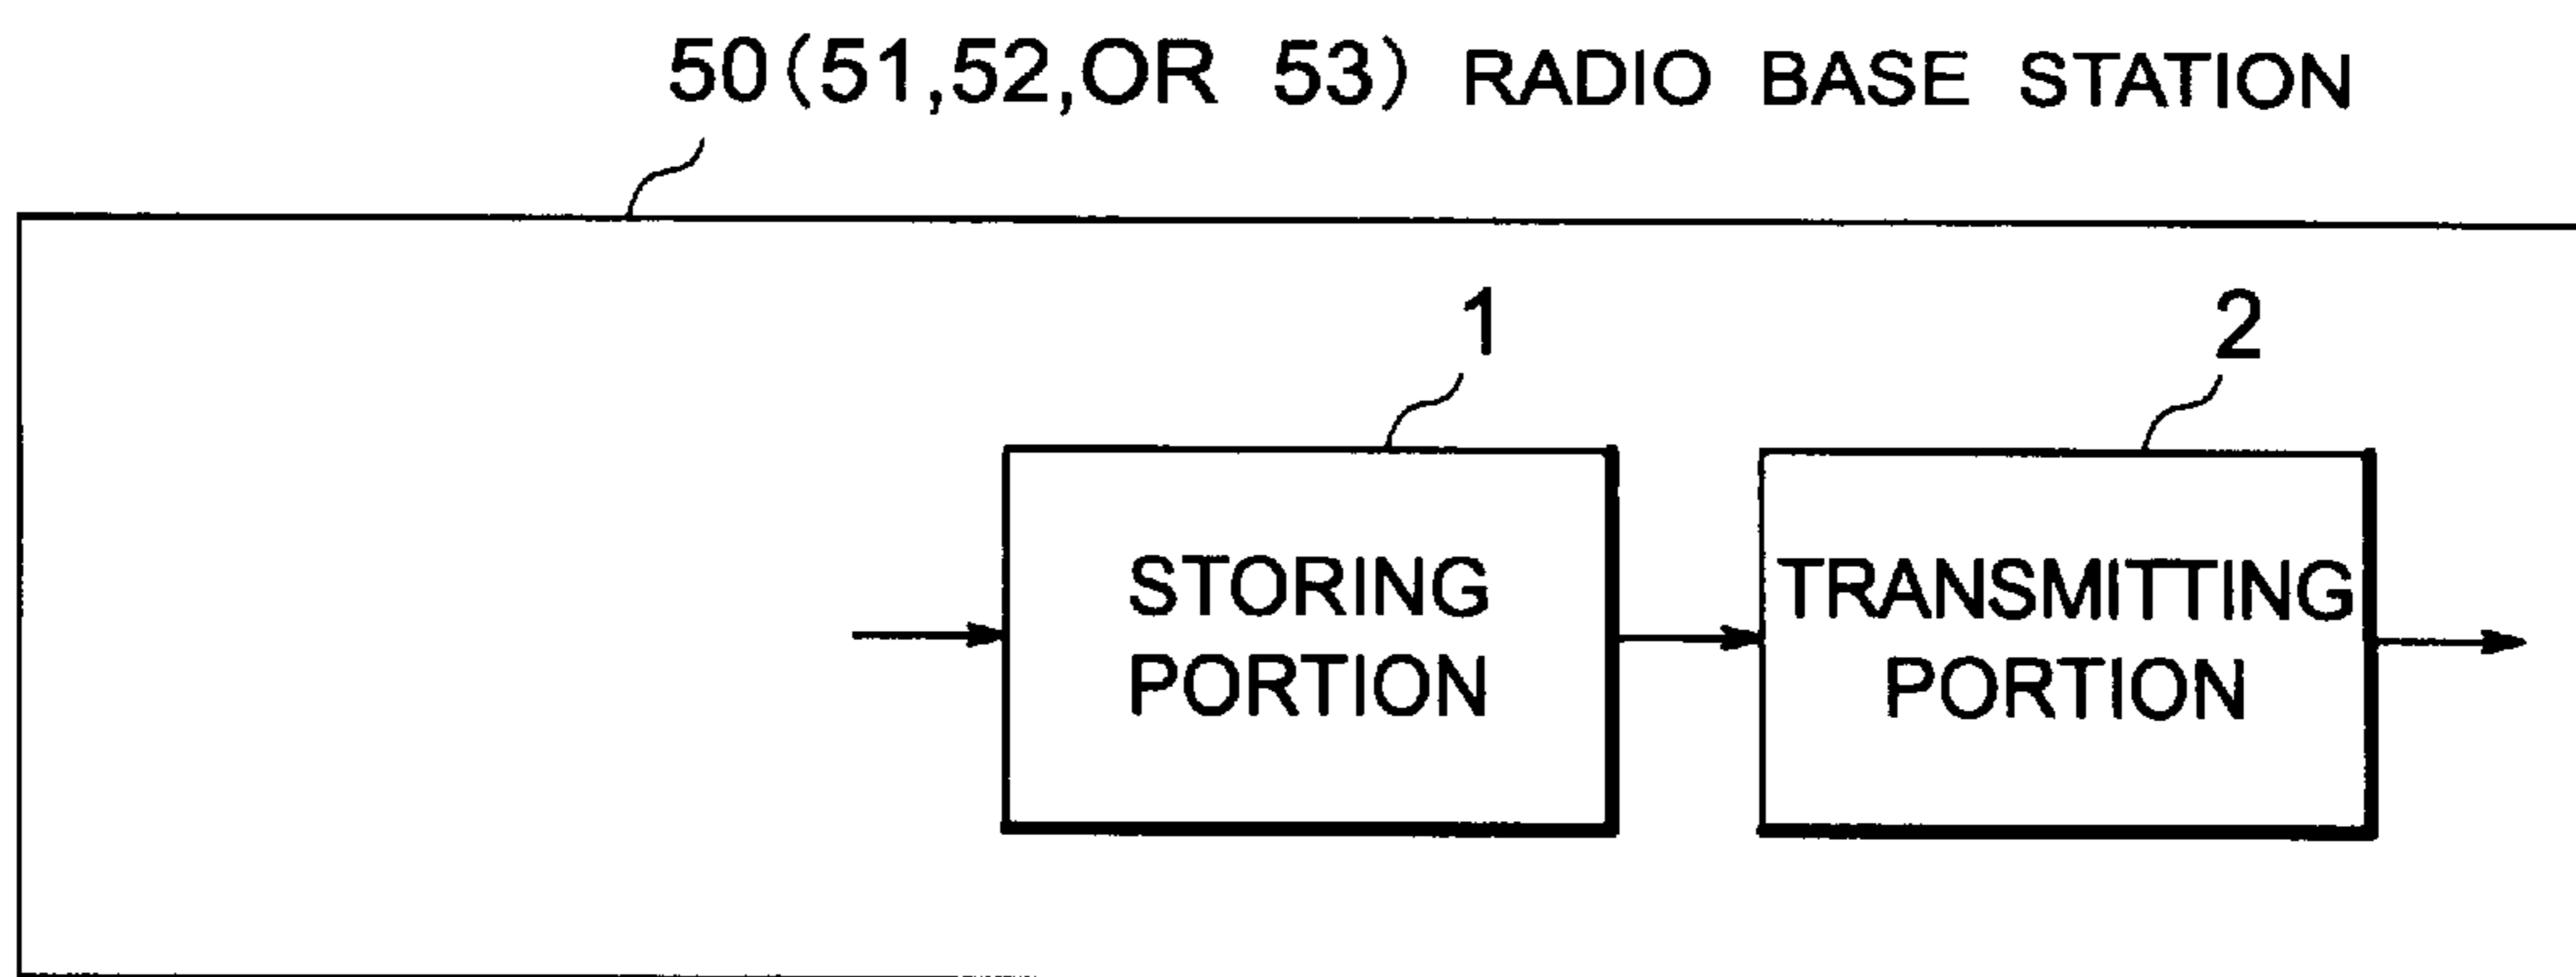 50(51,52,OR 53) RADIO BASE STATION
1
2
STORING
PORTION
TRANSMITTING
PORTION